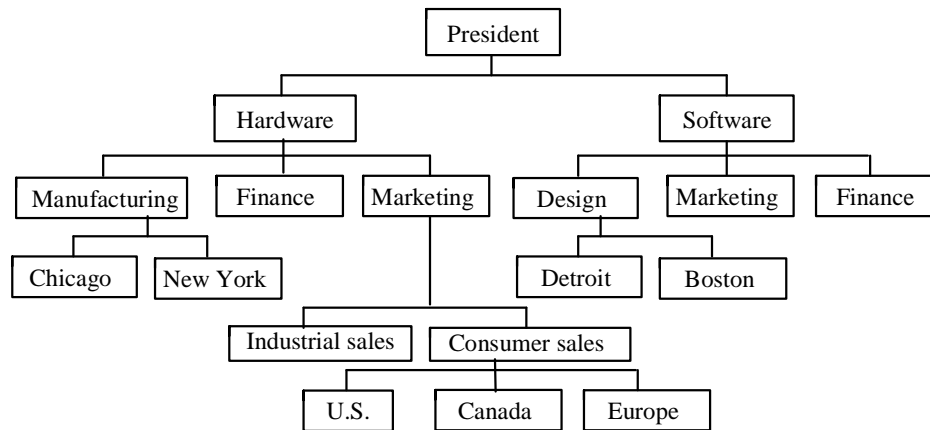 President
Hardware
Software
Manufacturing
Finance
Marketing
Design
Marketing
Finance
Chicago
New York
Detroit
Boston
Industrial sales
Consumer sales
U.S.
Canada
Europe